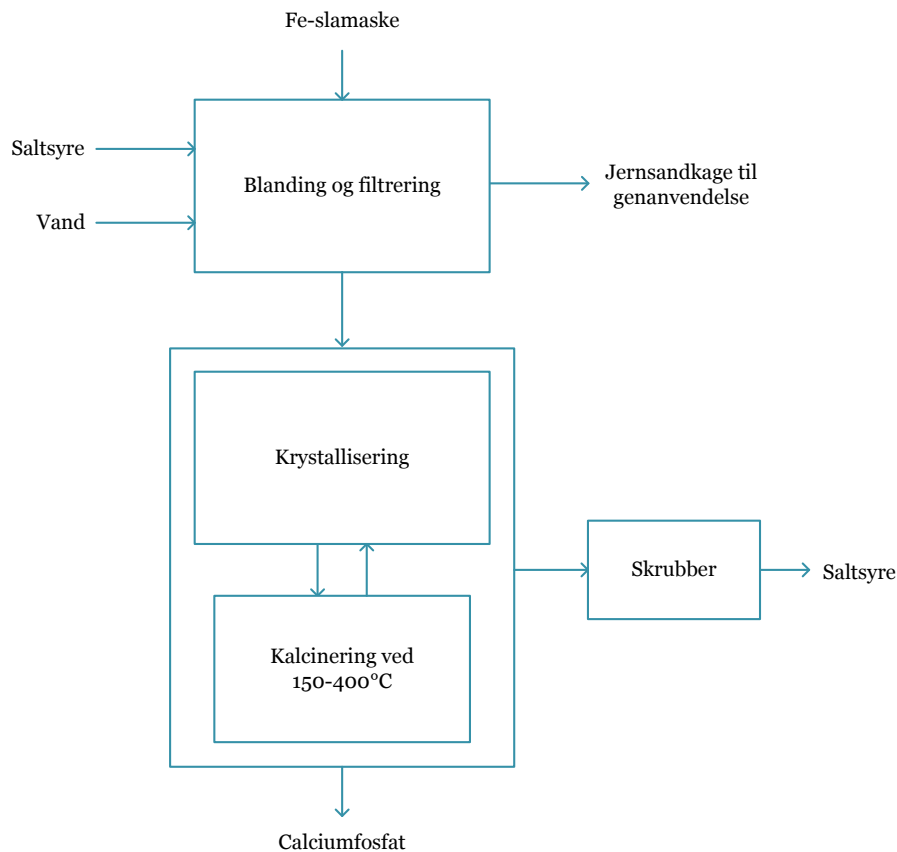 Fe-slamaske
Saltsyre
Vand
Blanding og filtrering
Jernsandkage til
genanvendelse
Krystallisering
Kalcinering ved
150-400°C
Skrubber
Saltsyre
Calciumfosfat